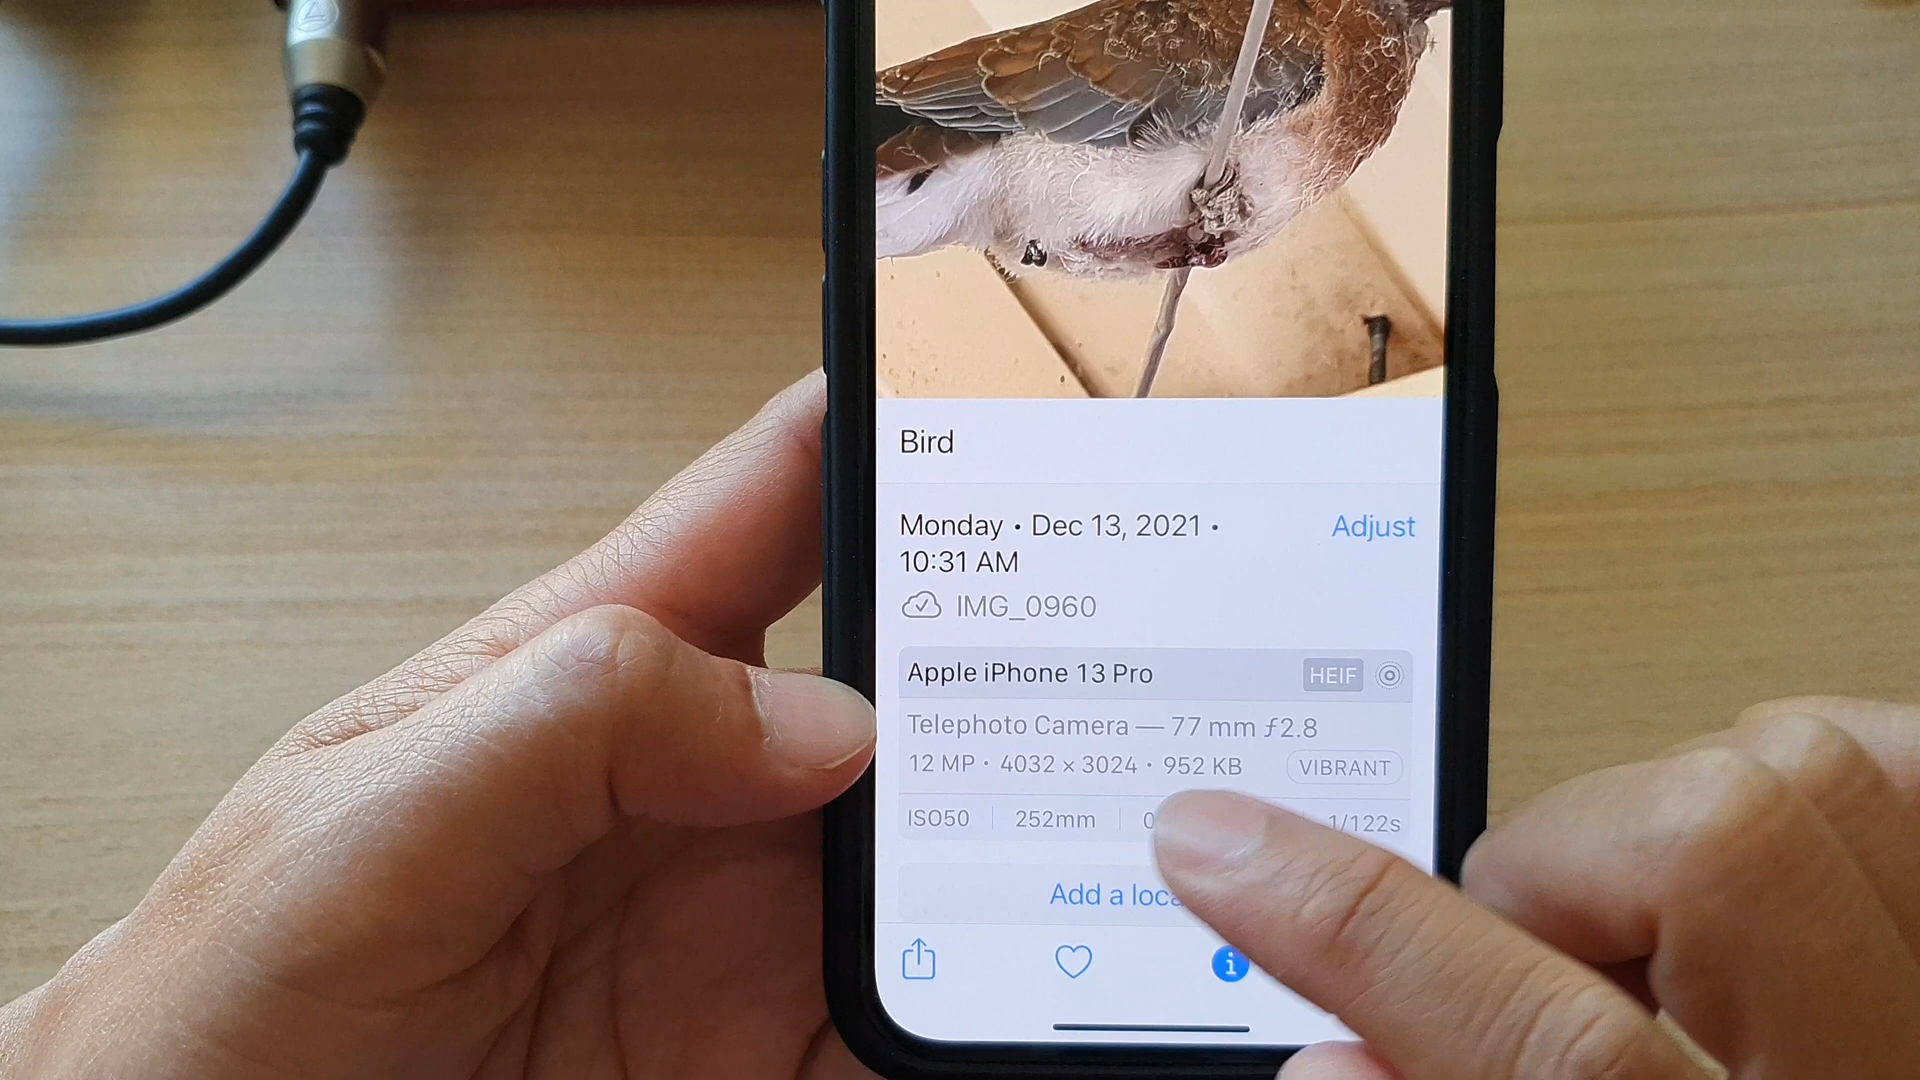 Bird
Monday • Dec 13, 2021 •
Adjust
10:31 AM
IMG_0960
Apple iPhone 13 Pro HEIF
Telephoto Camera — 77 mm ƒ2.8
12 MP • 4032 × 3024 • 952 KB VIBRANT
ISO50 252mm 1/122s
Add a